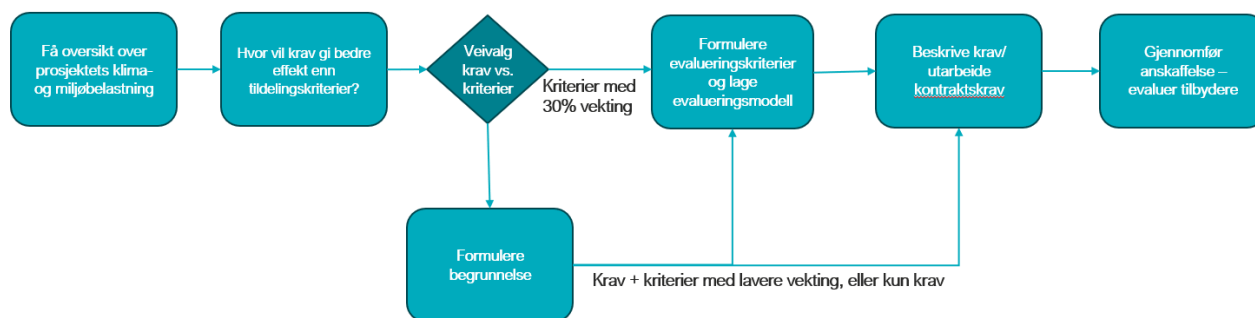 Få oversikt over
prosjektets klima-
og miljøbelastning
Hvor vil krav gi bedre
effekt enn
tildelingskriterier?
Veivalg
krav vs.
kriterier
Kriterier med
30% vekting
Formulere
evalueringskriterier
og lage
evalueringsmodell
Beskrive krav/
utarbeide
kontraktskrav
Gjennomfør
anskaffelse –
evaluer tilbydere
Formulere
begrunnelse
Krav + kriterier med lavere vekting, eller kun krav